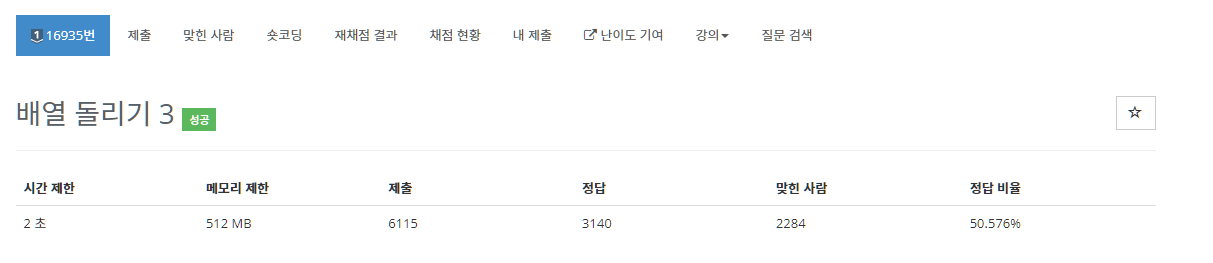 1 16935번 제출 맞힌 사람 숏코딩 재채점 결과 채점 현황 내 제출 난이도 기여 강의 질문 검색
배열 돌리기 3 성공
시간 제한 메모리 제한 제출 정답 맞힌 사람 정답 비율
2 초 512 MB 6115 3140 2284 50.576%